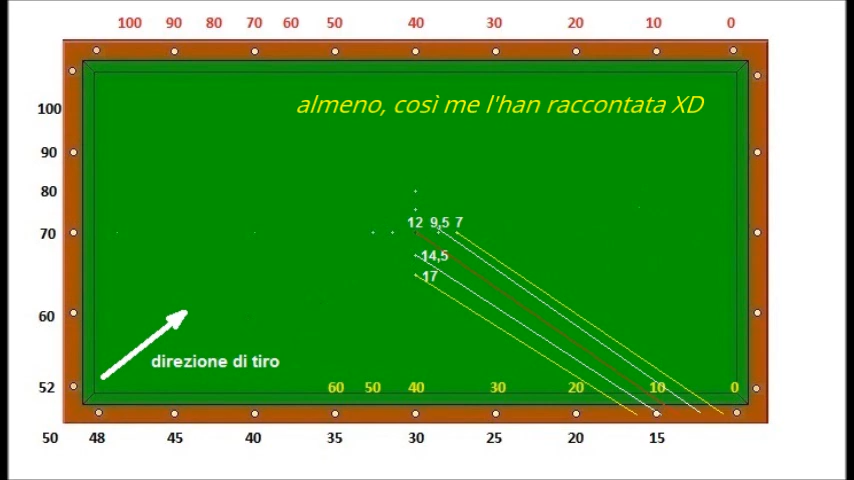 100 90 80 70 60 50 40 30 20 10 0
almeno, così me l'han raccontata XD
100
90
80
70
12 9,5 7
14,5
17
60
direzione di tiro
52
60 50 40 30 20 10 0
50 48 45 40 35 30 25 20 15